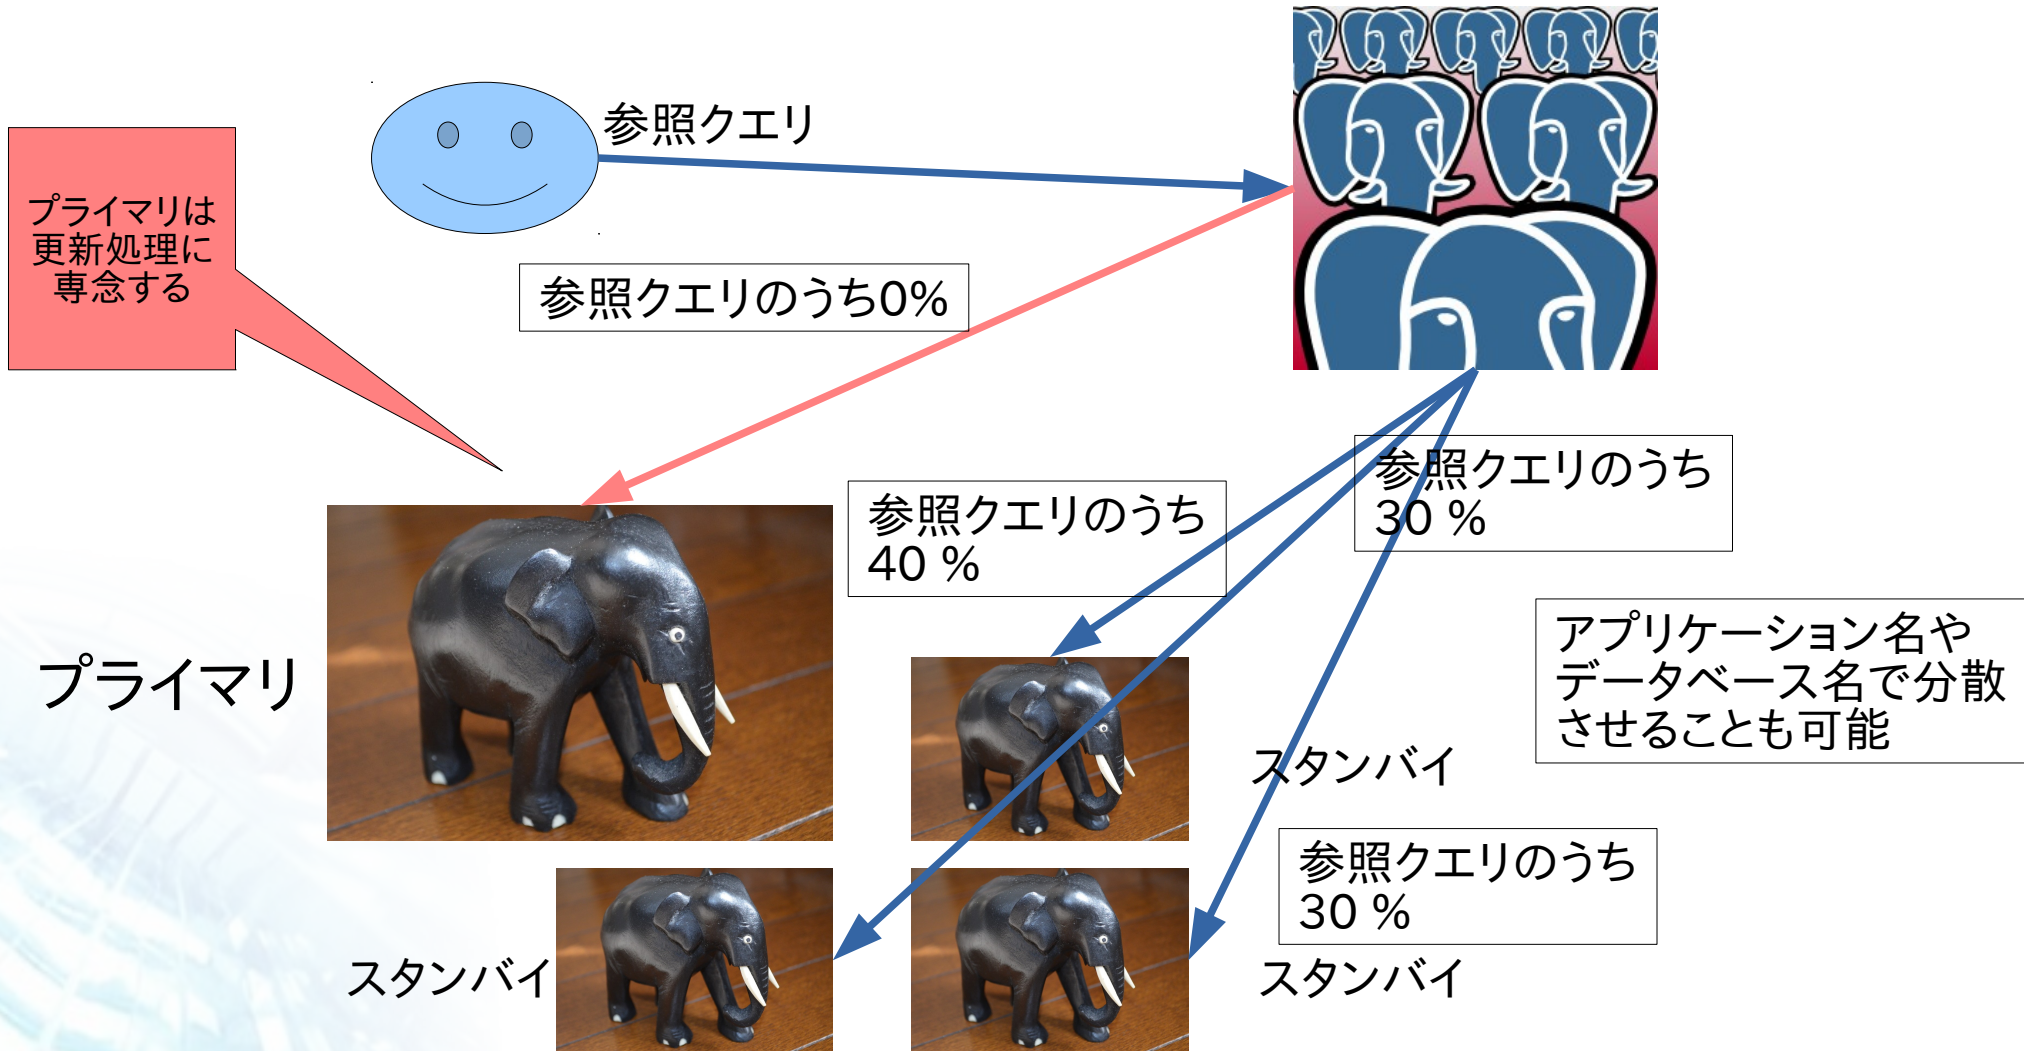 参照クエリ
プライマリは
更新処理に
専念する
参照クエリのうち0%
参照クエリのうち
40 %
参照クエリのうち
30 %
アプリケーション名や
データベース名で分散
させることも可能
プライマリ
スタンバイ
参照クエリのうち
30 %
スタンバイ
スタンバイ